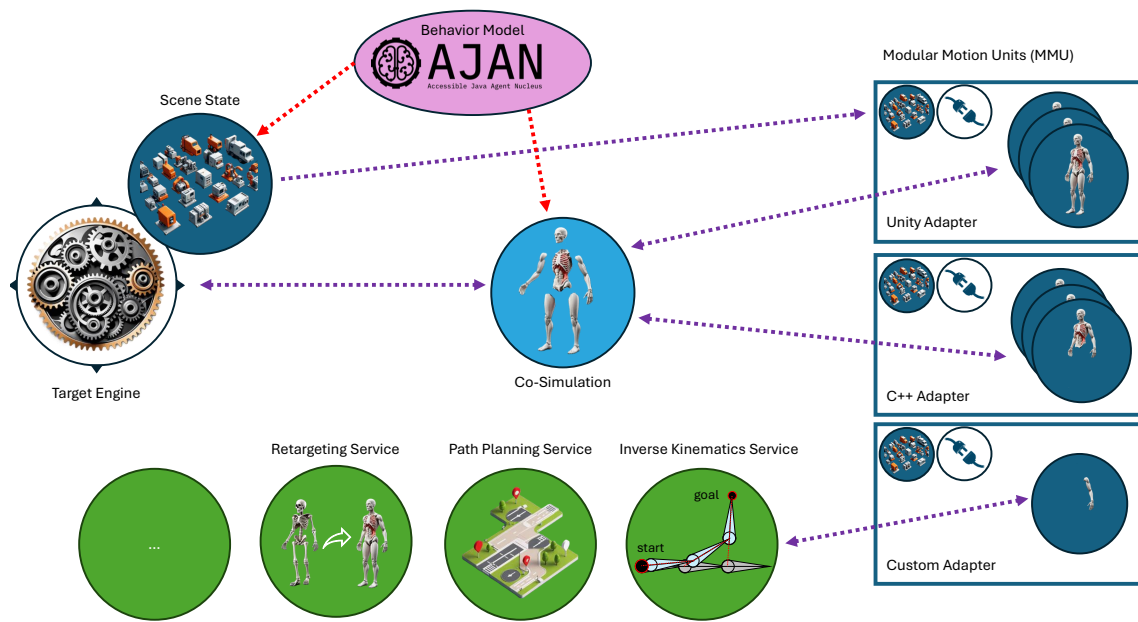 Behavior Model
AJAN
Accessible Java Agent Nucleus
Modular Motion Units (MMU)
Scene State
Unity Adapter
Target Engine
Co-Simulation
C++ Adapter
Retargeting Service
Path Planning Service
Inverse Kinematics Service
goal
...
start
Custom Adapter